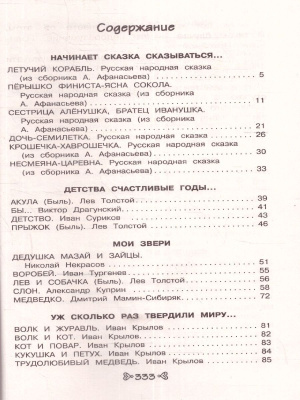 Содержание
НАЧИНАЕТ СКАЗКА СКАЗЫВАТЬСЯ...
ЛЕТУЧИЙ КОРАБЛЬ. Русская народная сказка
(из сборника А. Афанасьева) 5
ПЁРЫШКО ФИНИСТА-ЯСНА СОКОЛА.
Русская народная сказка (из сборника
А. Афанасьева) 11
СЕСТРИЦА АЛЁНУШКА, БРАТЕЦ ИВАНУШКА.
Русская народная сказка (из сборника
А. Афанасьева) 21
ДОЧЬ-СЕМИЛЕТКА. Русская народная сказка 26
КРОШЕЧКА-ХАВРОШЕЧКА. Русская народная сказка
(из сборника А. Афанасьева) 30
НЕСМЕЯНА-ЦАРЕВНА. Русская народная сказка
(из сборника А. Афанасьева) 33
ДЕТСТВА СЧАСТЛИВЫЕ ГОДЫ...
АКУЛА (Быль). Лев Толстой 39
БЫ... Виктор Драгунский 41
ДЕТСТВО. Иван Суриков 43
ПРЫЖОК (Быль). Лев Толстой 46
МОИ ЗВЕРИ
ДЕДУШКА МАЗАЙ И ЗАЙЦЫ.
Николай Некрасов 51
ВОРОБЕЙ. Иван Тургенев 55
ЛЕВ И СОБАЧКА (Быль). Лев Толстой 56
СЛОН. Александр Куприн 58
МЕДВЕДКО. Дмитрий Мамин-Сибиряк 72
УЖ СКОЛЬКО РАЗ ТВЕРДИЛИ МИРУ...
ВОЛК И ЖУРАВЛЬ. Иван Крылов 81
ВОЛК И КОТ. Иван Крылов 82
КОТ И ПОВАР. Иван Крылов 83
КУКУШКА И ПЕТУХ. Иван Крылов 84
ТРУДОЛЮБИВЫЙ МЕДВЕДЬ. Иван Крылов 85
333